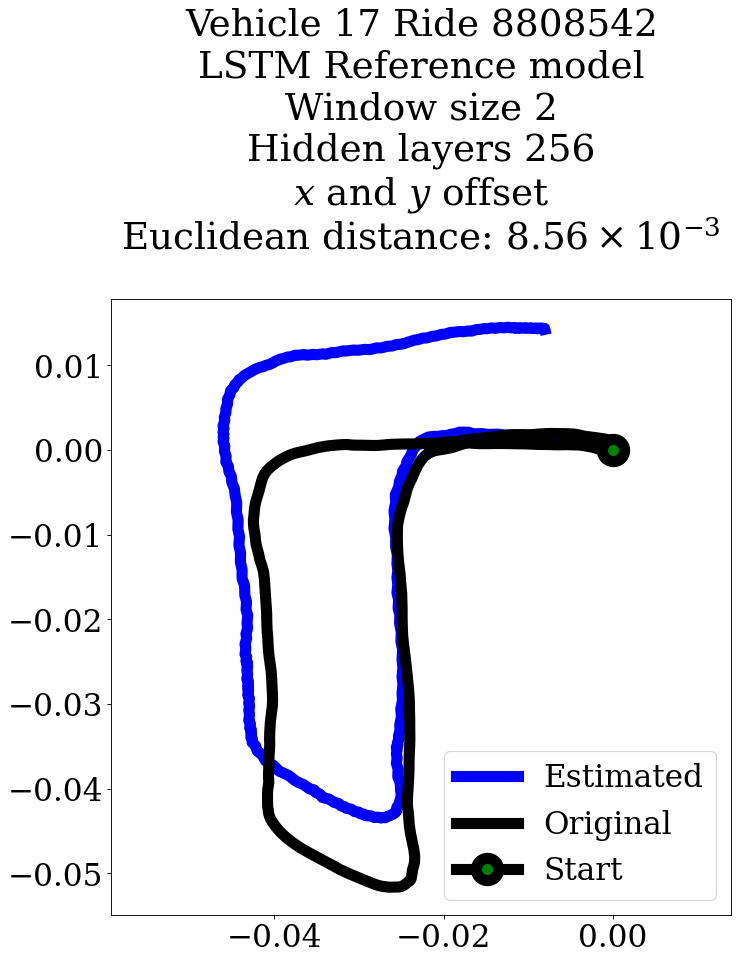 Vehicle 17 Ride 8808542
LSTM Reference model
Window size 2
Hidden layers 256
x and y offset
Euclidean distance: 8.56 × 10⁻³
0.01
0.00
−0.01
−0.02
−0.03
−0.04
−0.05
Estimated
Original
Start
−0.04
−0.02
0.00